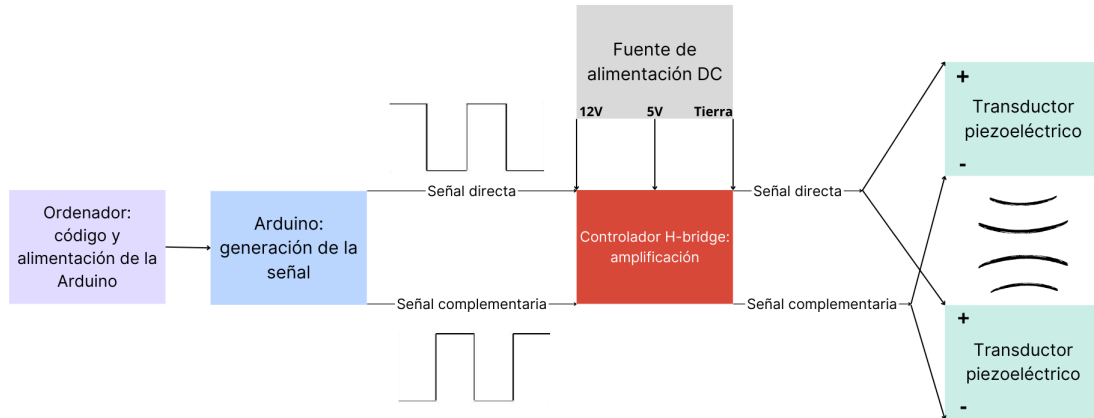 Fuente de
alimentación DC
12V 5V Tierra
Ordenador:
código y
alimentación de la
Arduino
Arduino:
generación de la
señal
Señal directa
Señal complementaria
Controlador H-bridge:
amplificación
Señal directa
Señal complementaria
+
Transductor
piezoeléctrico
-
+
Transductor
piezoeléctrico
-